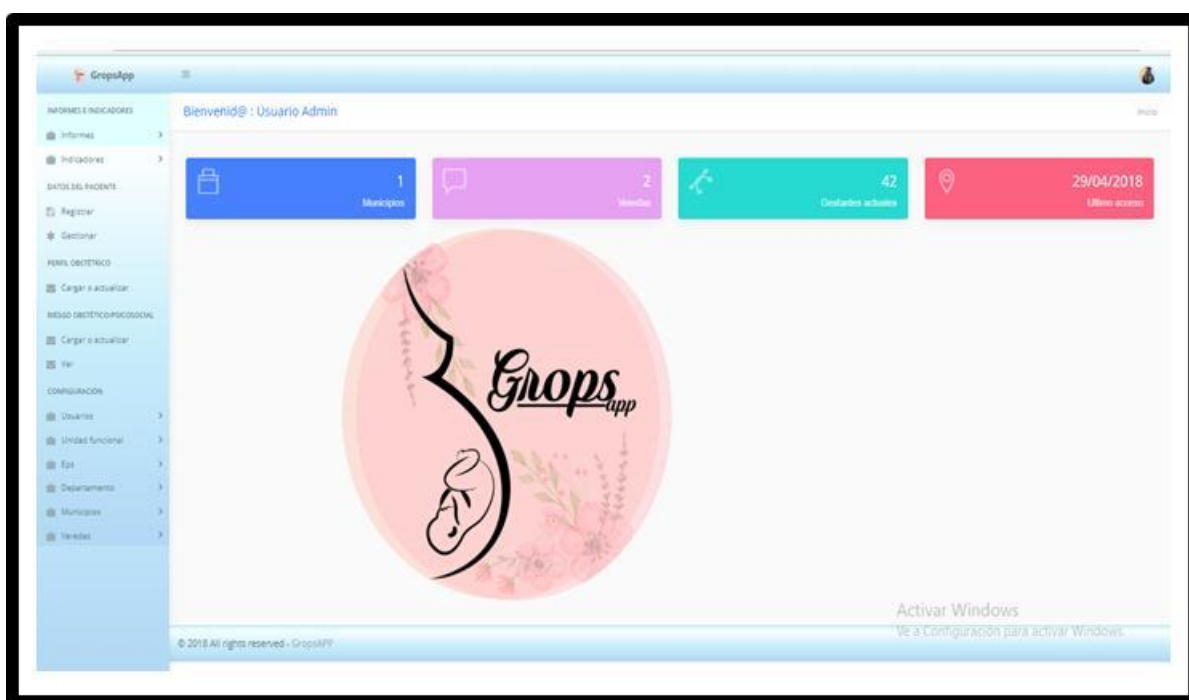 GropsApp
Bienvenid@ : Usuario Admin
Inicio
INFORMES E INDICADORES
Informes
Indicadores
DATOS DEL PACIENTE
Registrar
Gestionar
PERFIL OBSTÉTRICO
Cargar o actualizar
RIESGO OBSTÉTICO/PSICOSOCIAL
Cargar o actualizar
Ver
CONFIGURACIÓN
Usuarios
Unidad funcional
Eps
Departamento
Municipios
Veredas
1
Municipios
2
Veredas
42
Gestantes actuales
29/04/2018
Ultimo acceso
Grops
app
Activar Windows
Ve a Configuración para activar Windows.
© 2018 All rights reserved - GropsAPP